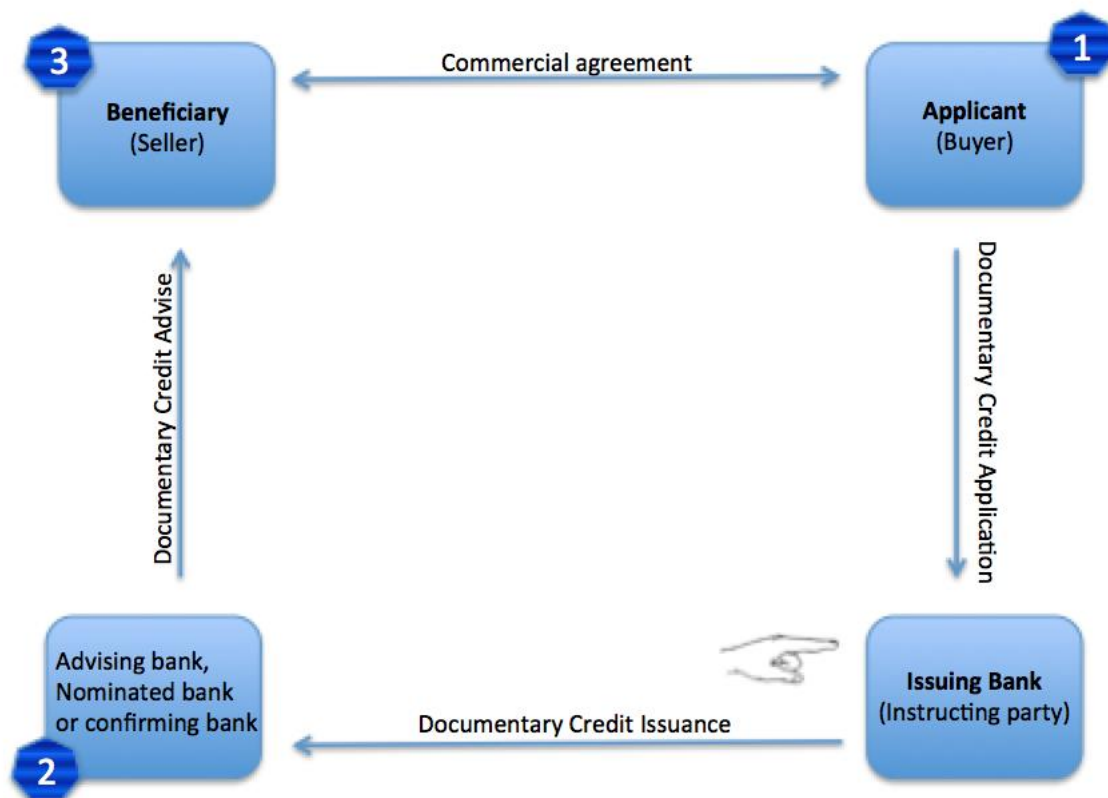 3
Beneficiary
(Seller)
Commercial agreement
1
Applicant
(Buyer)
Documentary Credit Advise
Documentary Credit Application
Advising bank,
Nominated bank
or confirming bank
2
Documentary Credit Issuance
Issuing Bank
(Instructing party)